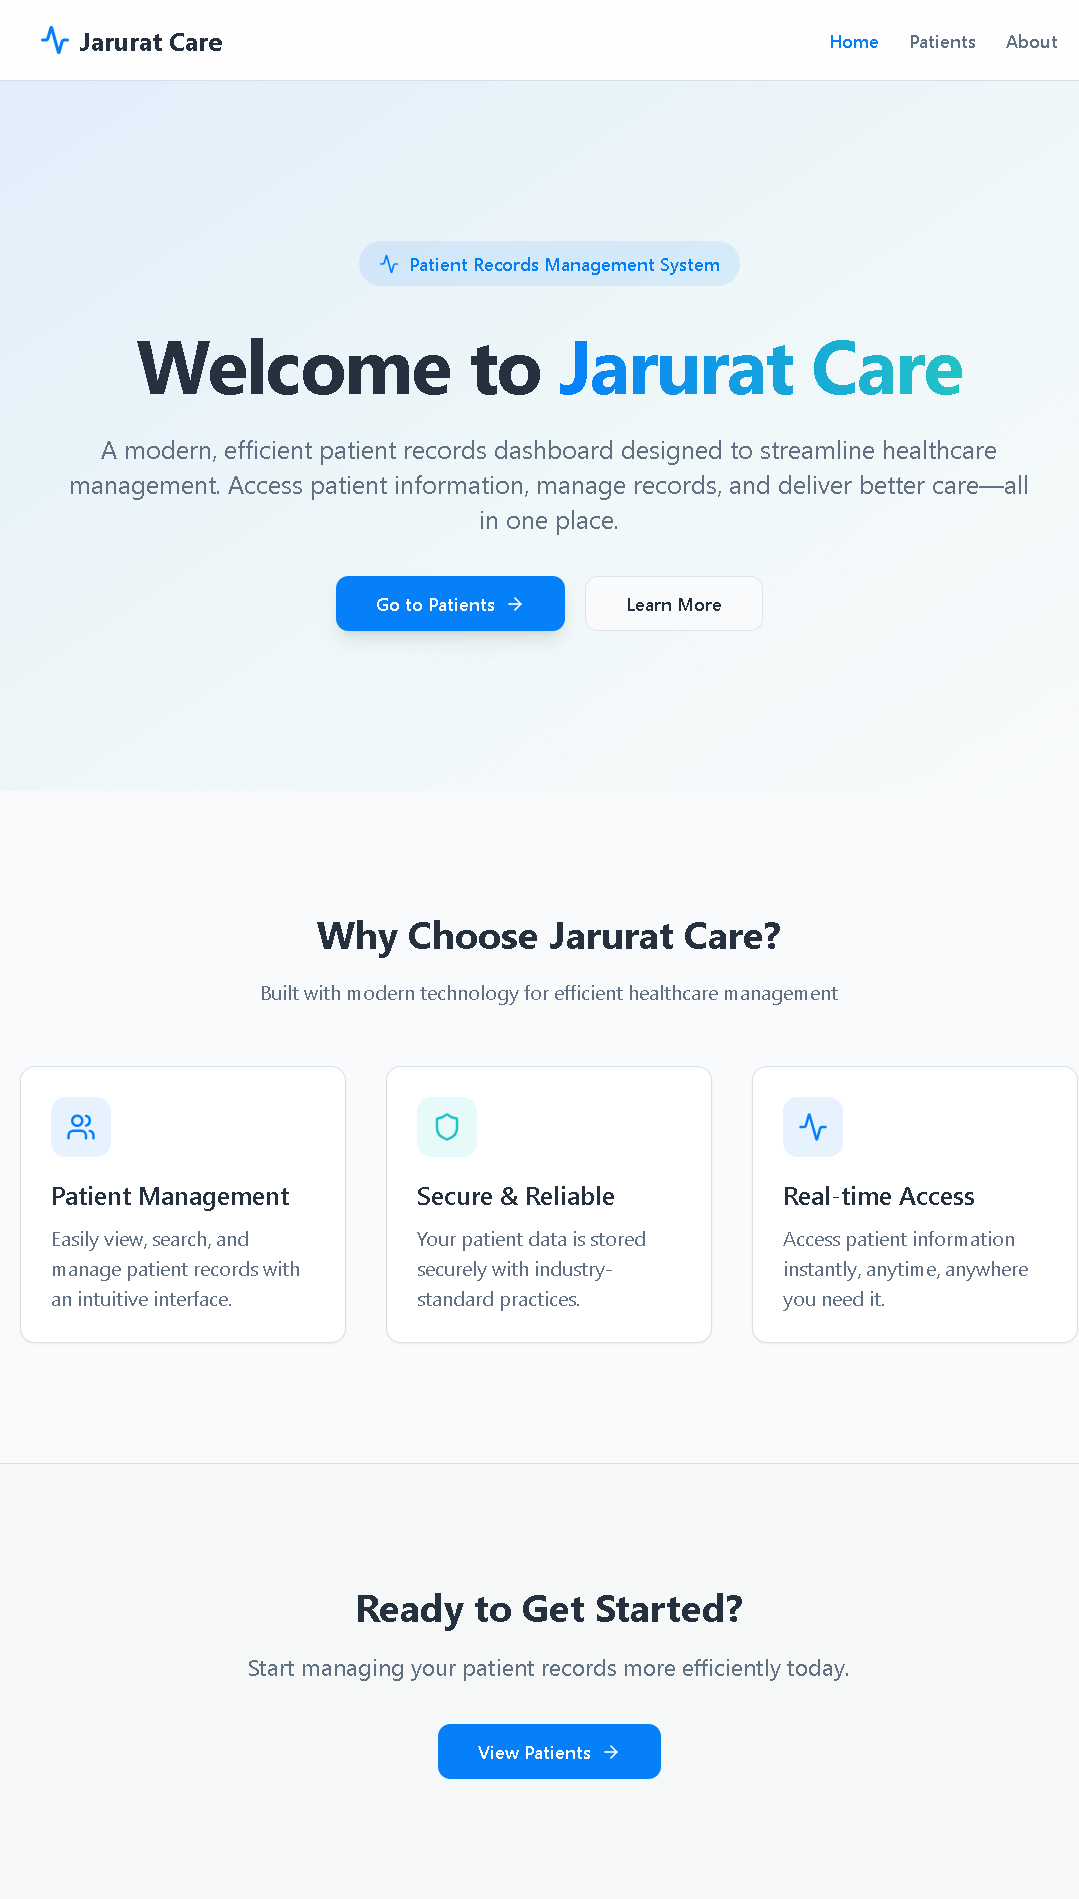 Jarurat Care
Home Patients About
Patient Records Management System
Welcome to Jarurat Care
A modern, efficient patient records dashboard designed to streamline healthcare
management. Access patient information, manage records, and deliver better care—all
in one place.
Go to Patients
Learn More
Why Choose Jarurat Care?
Built with modern technology for efficient healthcare management
Patient Management
Easily view, search, and
manage patient records with
an intuitive interface.
Secure & Reliable
Your patient data is stored
securely with industry-
standard practices.
Real-time Access
Access patient information
instantly, anytime, anywhere
you need it.
Ready to Get Started?
Start managing your patient records more efficiently today.
View Patients